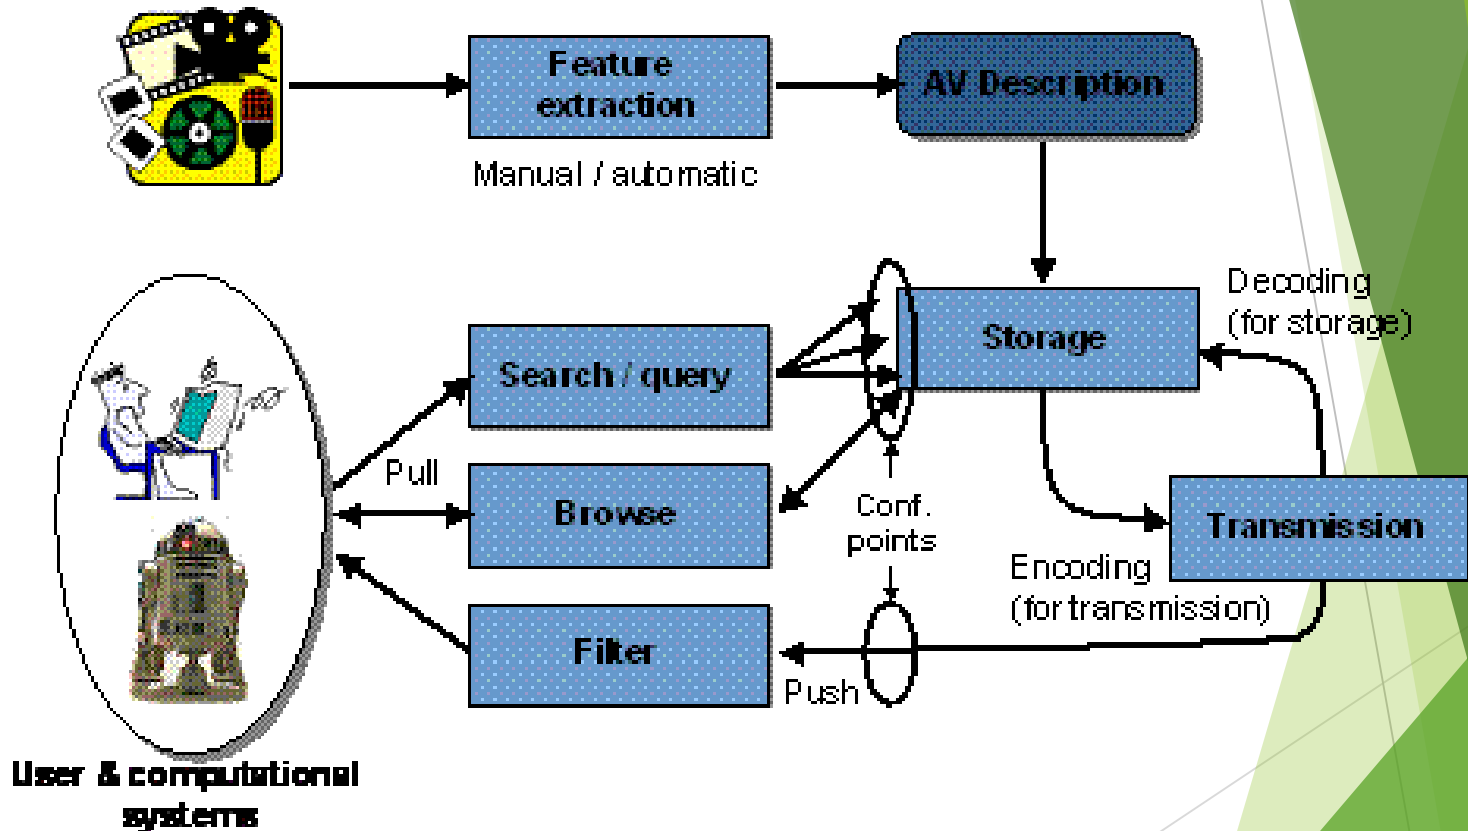 Feature
extraction
AV Description
Manual / automatic
Decoding
(for storage)
Storage
Search / query
Pull
Browse
Conf.
points
Transmission
Encoding
(for transmission)
Filter
Push
User & computational
systems